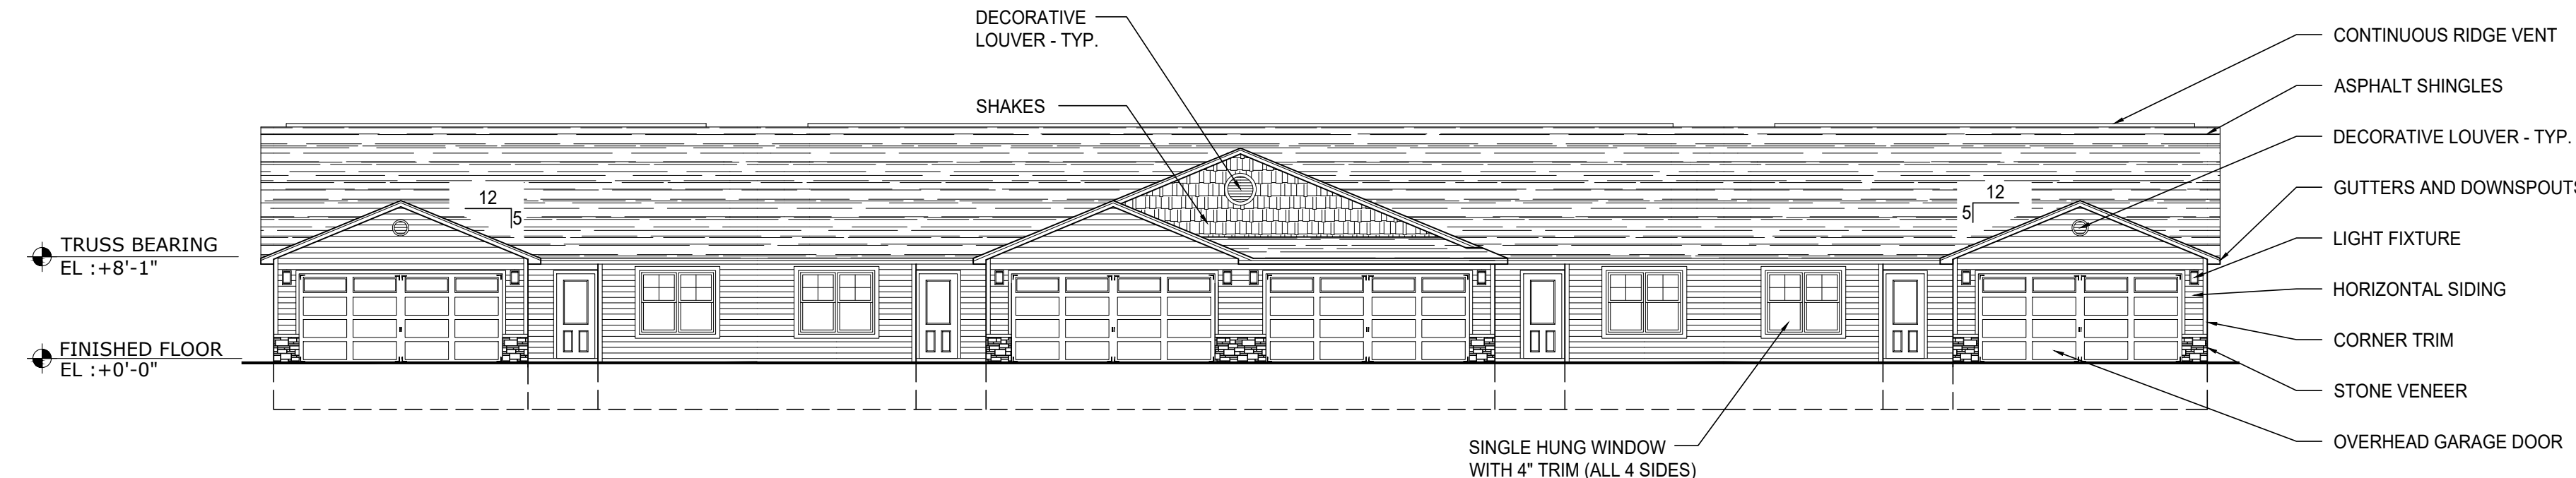 DECORATIVE
LOUVER - TYP.
SHAKES
CONTINUOUS RIDGE VENT
ASPHALT SHINGLES
DECORATIVE LOUVER - TYP.
GUTTERS AND DOWNSPOUTS
LIGHT FIXTURE
HORIZONTAL SIDING
CORNER TRIM
STONE VENEER
OVERHEAD GARAGE DOOR
12
5
12
5
TRUSS BEARING
EL :+8'-1"
FINISHED FLOOR
EL :+0'-0"
SINGLE HUNG WINDOW
WITH 4" TRIM (ALL 4 SIDES)